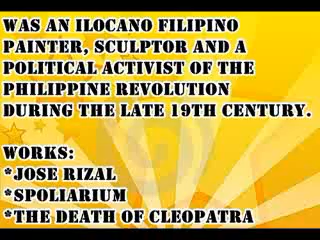 WAS AN ILOCANO FILIPINO
PAINTER, SCULPTOR AND A
POLITICAL ACTIVIST OF THE
PHILIPPINE REVOLUTION
DURING THE LATE 19TH CENTURY.
WORKS:
*JOSE RIZAL
*SPOLIARIUM
*THE DEATH OF CLEOPATRA